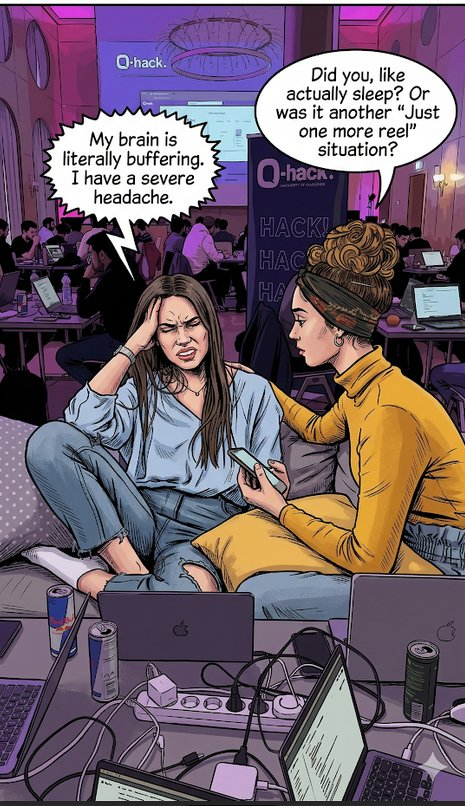 Q-hack.
My brain is
literally buffering.
I have a severe
headache.
Did you, like
actually sleep? Or
was it another “Just
one more reel”
situation?
Q-hack.
HACK!
HAC
HA